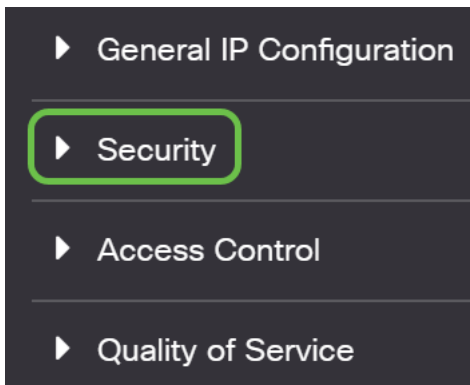 General IP Configuration
Security
Access Control
Quality of Service